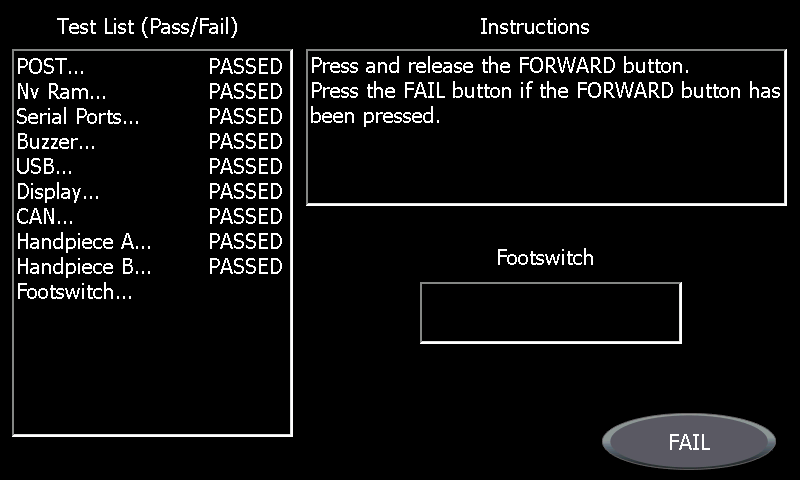 Test List (Pass/Fail)
POST... PASSED
Nv Ram... PASSED
Serial Ports... PASSED
Buzzer... PASSED
USB... PASSED
Display... PASSED
CAN... PASSED
Handpiece A... PASSED
Handpiece B... PASSED
Footswitch...
Instructions
Press and release the FORWARD button.
Press the FAIL button if the FORWARD button has
been pressed.
Footswitch
FAIL